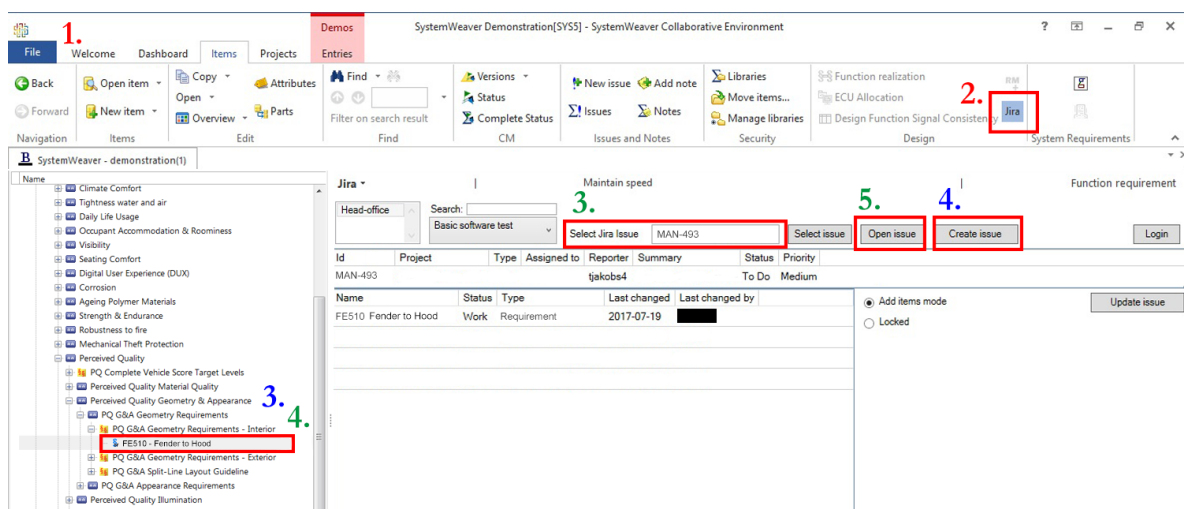 Demos
SystemWeaver Demonstration[SYS5] - SystemWeaver Collaborative Environment
?
1.
File Welcome Dashboard Items Projects Entries
Back Open item Copy Attributes Find Versions New issue Add note Libraries Function realization RM
Open Status Move items... ECU Allocation 2. Jira
Forward New item Overview Parts Filter on search result Complete Status Issues Notes Manage libraries Design Function Signal Consistency
Navigation Items Edit Find CM Issues and Notes Security Design System Requirements
SystemWeaver - demonstration(1)
Name
Climate Comfort
Tightness water and air
Daily Life Usage
Occupant Accommodation & Roominess
Visibility
Seating Comfort
Digital User Experience (DUX)
Corrosion
Ageing Polymer Materials
Strength & Endurance
Robustness to fire
Mechanical Theft Protection
Perceived Quality
PQ Complete Vehicle Score Target Levels
Perceived Quality Material Quality
Perceived Quality Geometry & Appearance
3.
PQ G&A Geometry Requirements
4.
PQ G&A Geometry Requirements - Interior
FE510 - Fender to Hood
PQ G&A Geometry Requirements - Exterior
PQ G&A Split-Line Layout Guideline
PQ G&A Appearance Requirements
Perceived Quality Illumination
Jira | Maintain speed | Function requirement
3. 5. 4.
Head-office Search:
Basic software test Select Jira Issue MAN-493 Select issue Open issue Create issue Login
Id Project Type Assigned to Reporter Summary Status Priority
MAN-493 tjakobs4 To Do Medium
Name Status Type Last changed Last changed by
FE510 Fender to Hood Work Requirement 2017-07-19
Add items mode Update issue
Locked